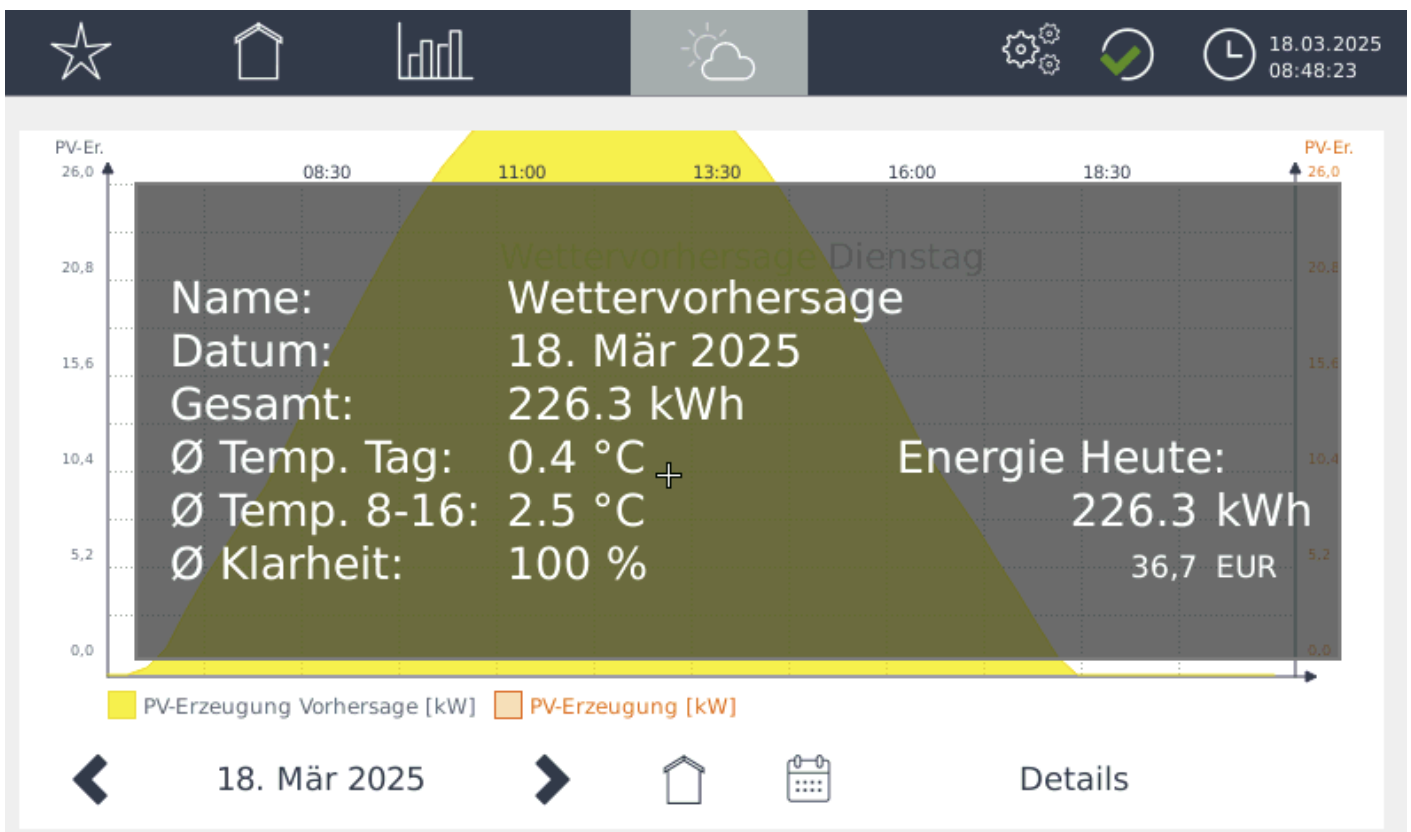 18.03.2025
08:48:23
PV-Er.
PV-Er.
26,0
08:30
11:00
13:30
16:00
18:30
26,0
Wettervorhersage Dienstag
20,8
20,8
Name: Wettervorhersage
Datum: 18. Mär 2025
15,6
15,6
Gesamt: 226.3 kWh
10,4
Ø Temp. Tag: 0.4 °C
Energie Heute:
10,4
Ø Temp. 8-16: 2.5 °C
226.3 kWh
5,2
Ø Klarheit: 100 %
36,7 EUR
5,2
0,0
0,0
PV-Erzeugung Vorhersage [kW]
PV-Erzeugung [kW]
18. Mär 2025
Details